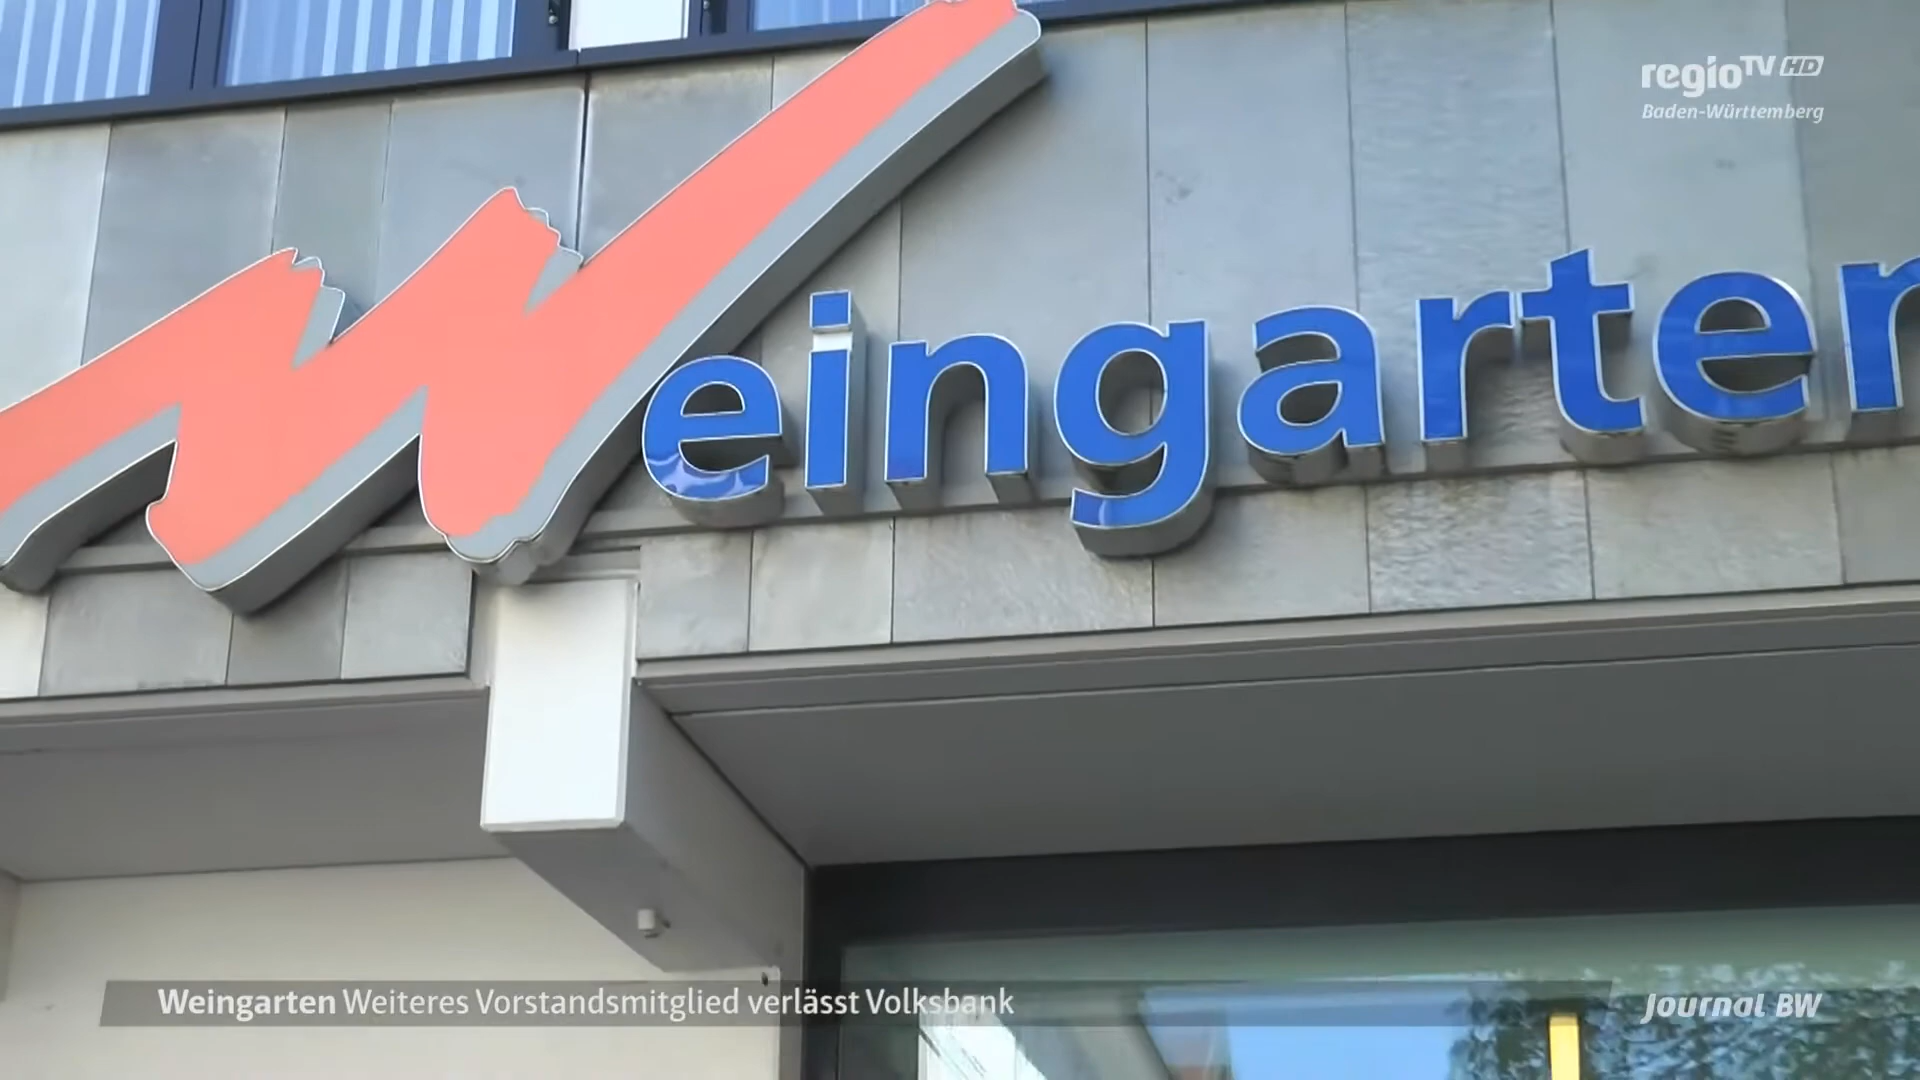 regioTV HD
Baden-Württemberg
Weingarten
Weingarten Weiteres Vorstandsmitglied verlässt Volksbank
Journal BW